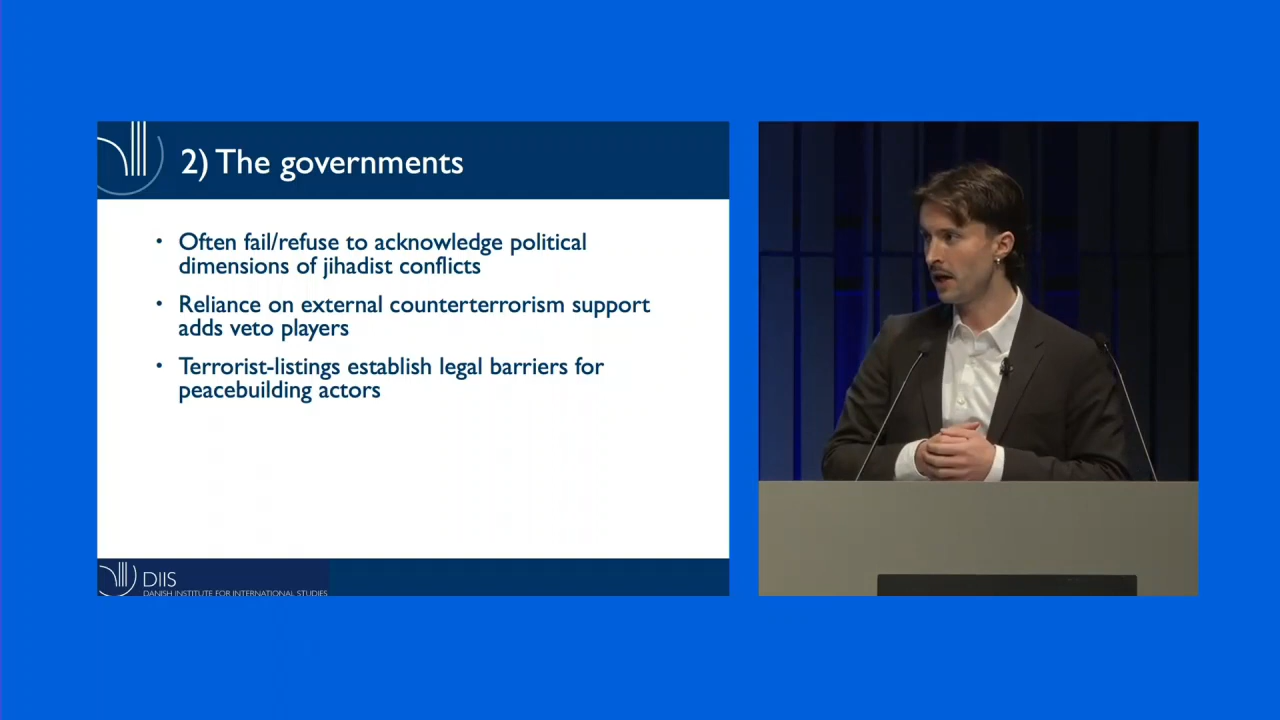 2) The governments
• Often fail/refuse to acknowledge political
dimensions of jihadist conflicts
• Reliance on external counterterrorism support
adds veto players
• Terrorist-listings establish legal barriers for
peacebuilding actors
DIIS
DANISH INSTITUTE FOR INTERNATIONAL STUDIES